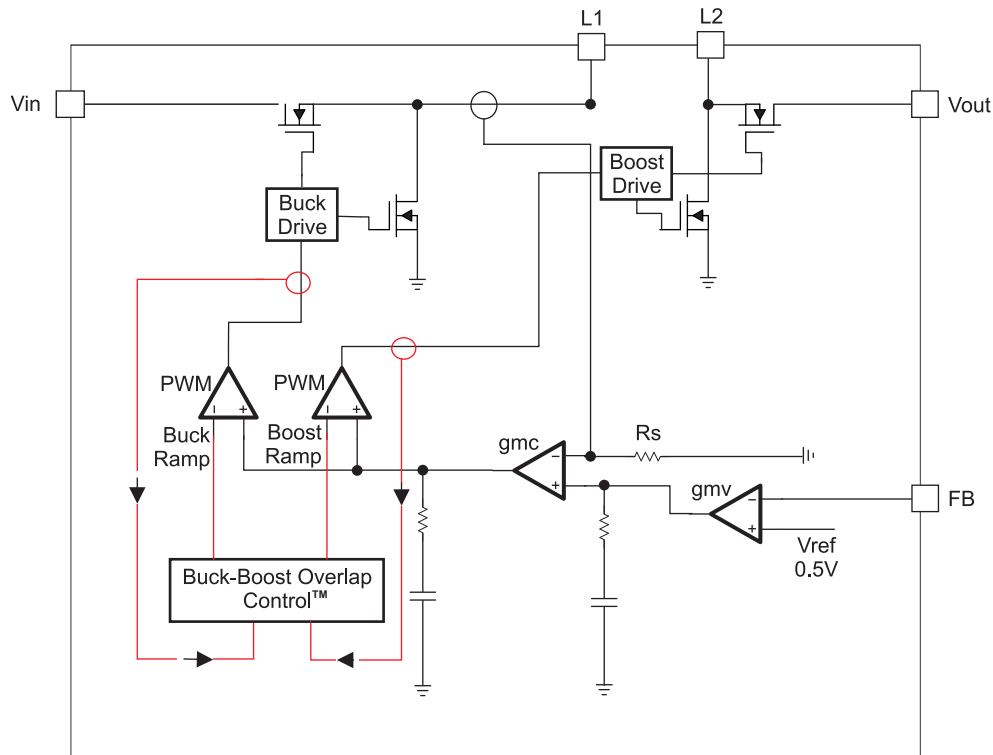 L1
L2
Vin
Vout
Boost
Drive
Buck
Drive
PWM
PWM
Buck
Ramp
Boost
Ramp
gmc
Rs
gmv
FB
Vref
0.5V
Buck-Boost Overlap
Control™